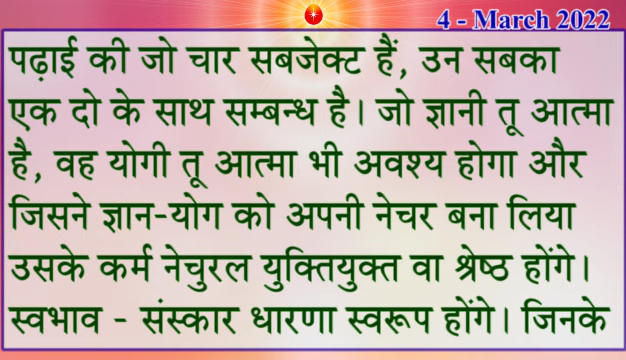 4 - March 2022
पढ़ाई की जो चार सबजेक्ट हैं, उन सबका
एक दो के साथ सम्बन्ध है। जो ज्ञानी तू आत्मा
है, वह योगी तू आत्मा भी अवश्य होगा और
जिसने ज्ञान-योग को अपनी नेचर बना लिया
उसके कर्म नेचुरल युक्तियुक्त वा श्रेष्ठ होंगे।
स्वभाव - संस्कार धारणा स्वरूप होंगे। जिनके